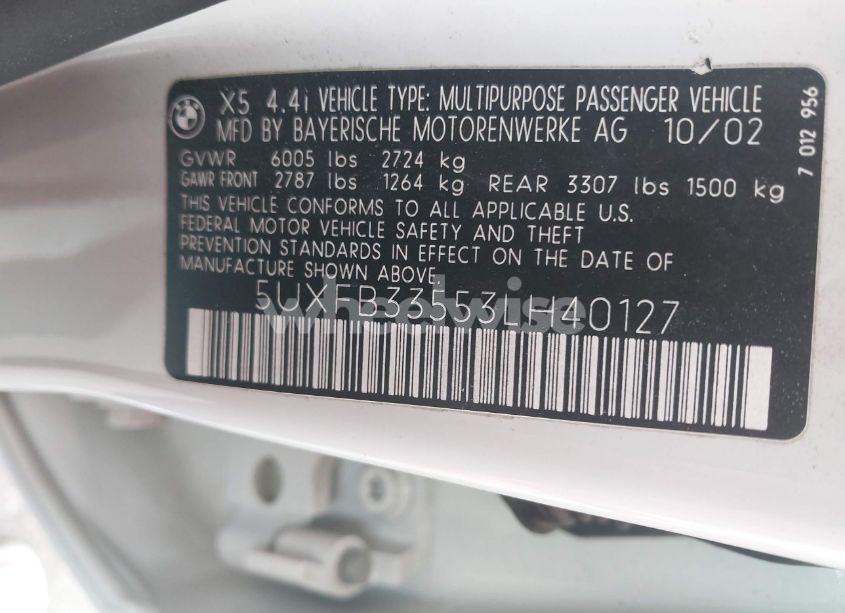 X5 4.4i VEHICLE TYPE: MULTIPURPOSE PASSENGER VEHICLE
MFD BY BAYERISCHE MOTORENWERKE AG 10/02
GVWR 6005 lbs 2724 kg
GAWR FRONT 2787 lbs 1264 kg REAR 3307 lbs 1500 kg
THIS VEHICLE CONFORMS TO ALL APPLICABLE U.S.
FEDERAL MOTOR VEHICLE SAFETY AND THEFT
PREVENTION STANDARDS IN EFFECT ON THE DATE OF
MANUFACTURE SHOWN ABOVE.
5UXFB33553LH40127
wheelwise
7 012 956